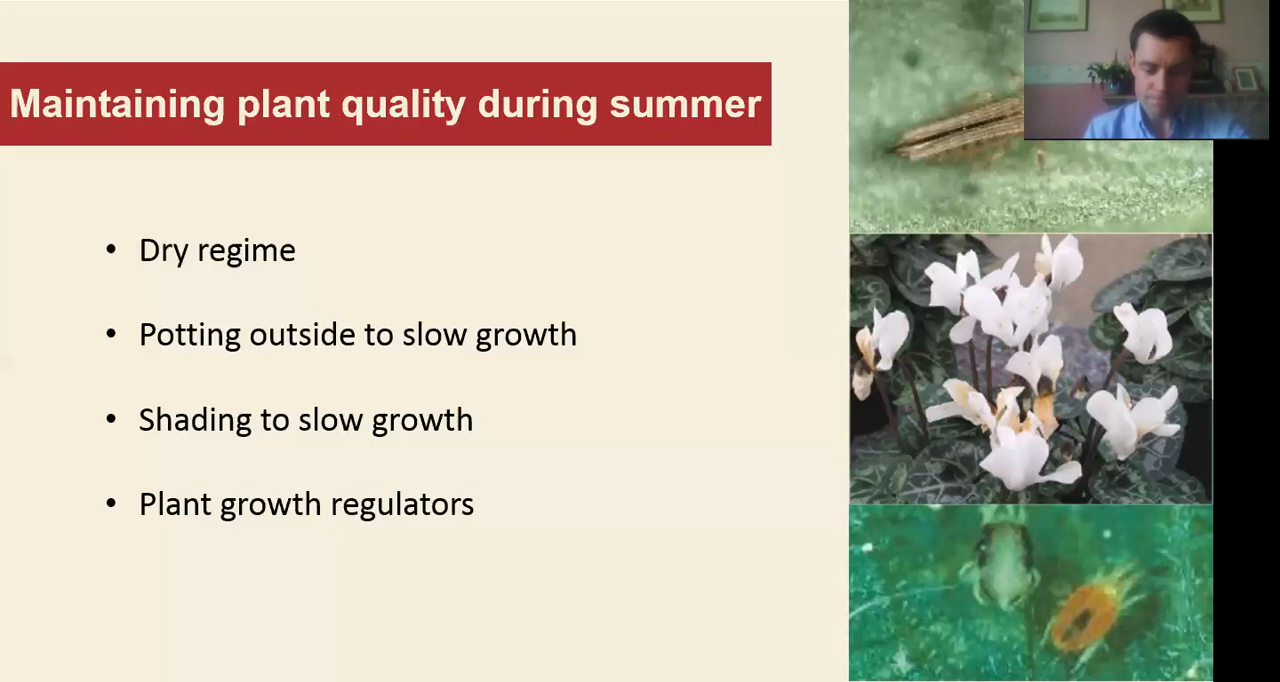 Maintaining plant quality during summer
• Dry regime
• Potting outside to slow growth
• Shading to slow growth
• Plant growth regulators